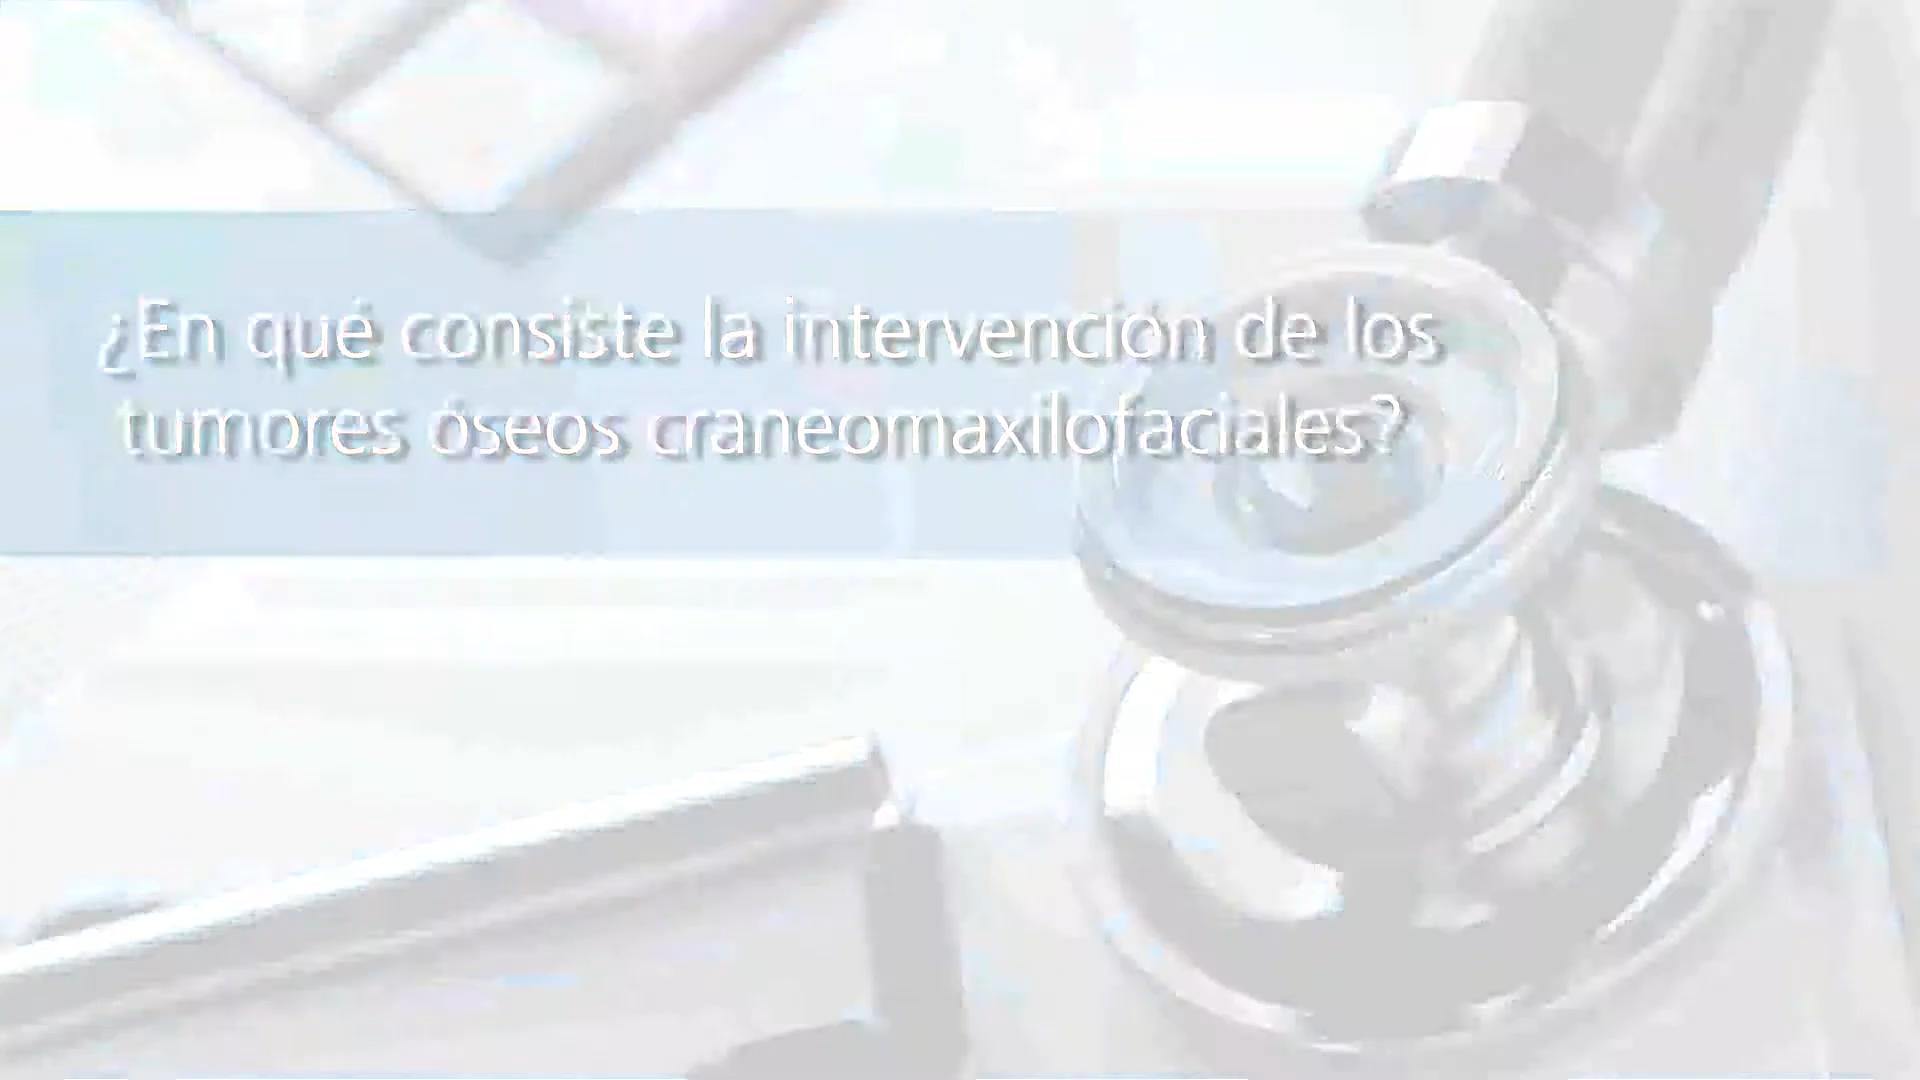 ¿En qué consiste la intervención de los
tumores óseos craneomaxilofaciales?